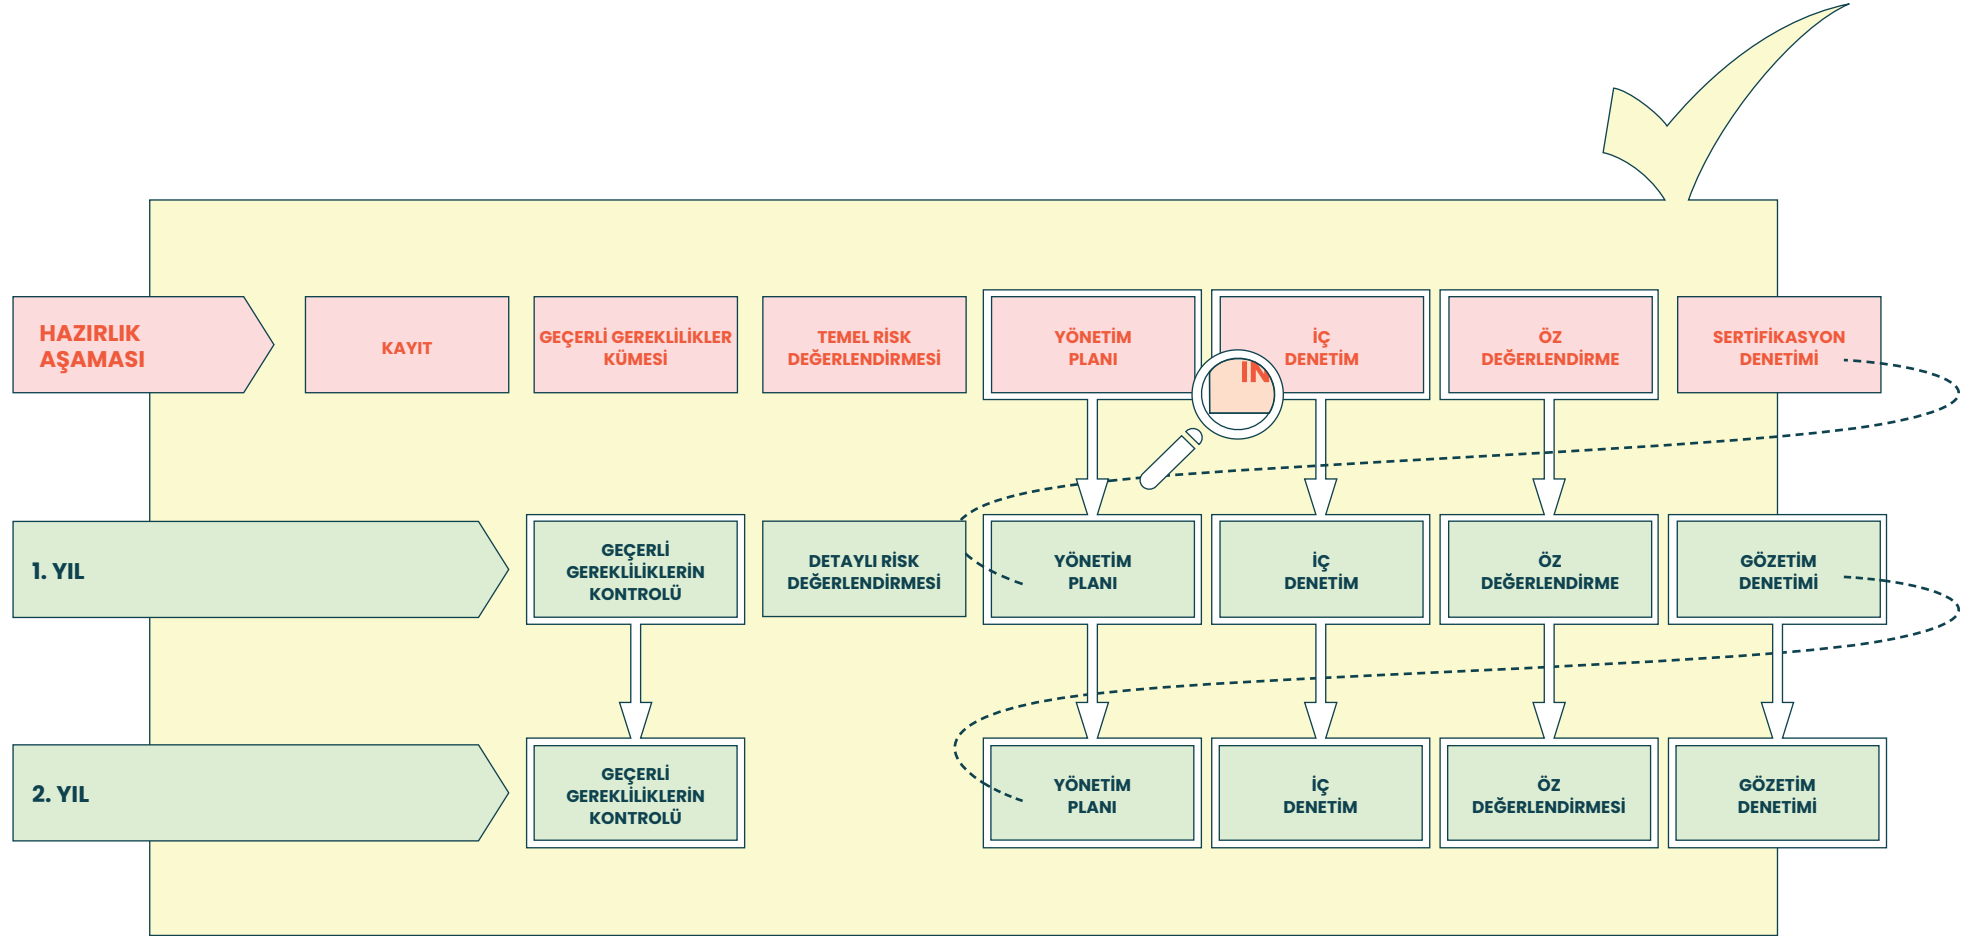 HAZIRLIK
AŞAMASI
KAYIT
GEÇERLİ GEREKLİLİKLER
KÜMESİ
TEMEL RİSK
DEĞERLENDİRMESİ
YÖNETİM
PLANI
İÇ
DENETİM
IN
ÖZ
DEĞERLENDİRME
SERTİFİKASYON
DENETİMİ
1. YIL
GEÇERLİ
GEREKLİLİKLERİN
KONTROLÜ
DETAYLI RİSK
DEĞERLENDİRMESİ
YÖNETİM
PLANI
İÇ
DENETİM
ÖZ
DEĞERLENDİRME
GÖZETİM
DENETİMİ
2. YIL
GEÇERLİ
GEREKLİLİKLERİN
KONTROLÜ
YÖNETİM
PLANI
İÇ
DENETİM
ÖZ
DEĞERLENDİRMESİ
GÖZETİM
DENETİMİ